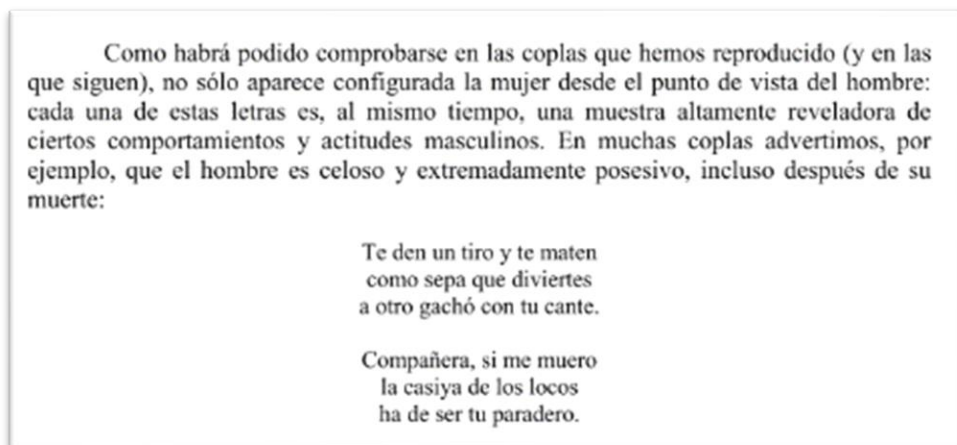 Como habrá podido comprobarse en las coplas que hemos reproducido (y en las
que siguen), no sólo aparece configurada la mujer desde el punto de vista del hombre:
cada una de estas letras es, al mismo tiempo, una muestra altamente reveladora de
ciertos comportamientos y actitudes masculinos. En muchas coplas advertimos, por
ejemplo, que el hombre es celoso y extremadamente posesivo, incluso después de su
muerte:
Te den un tiro y te maten
como sepa que diviertes
a otro gachó con tu cante.
Compañera, si me muero
la casiya de los locos
ha de ser tu paradero.